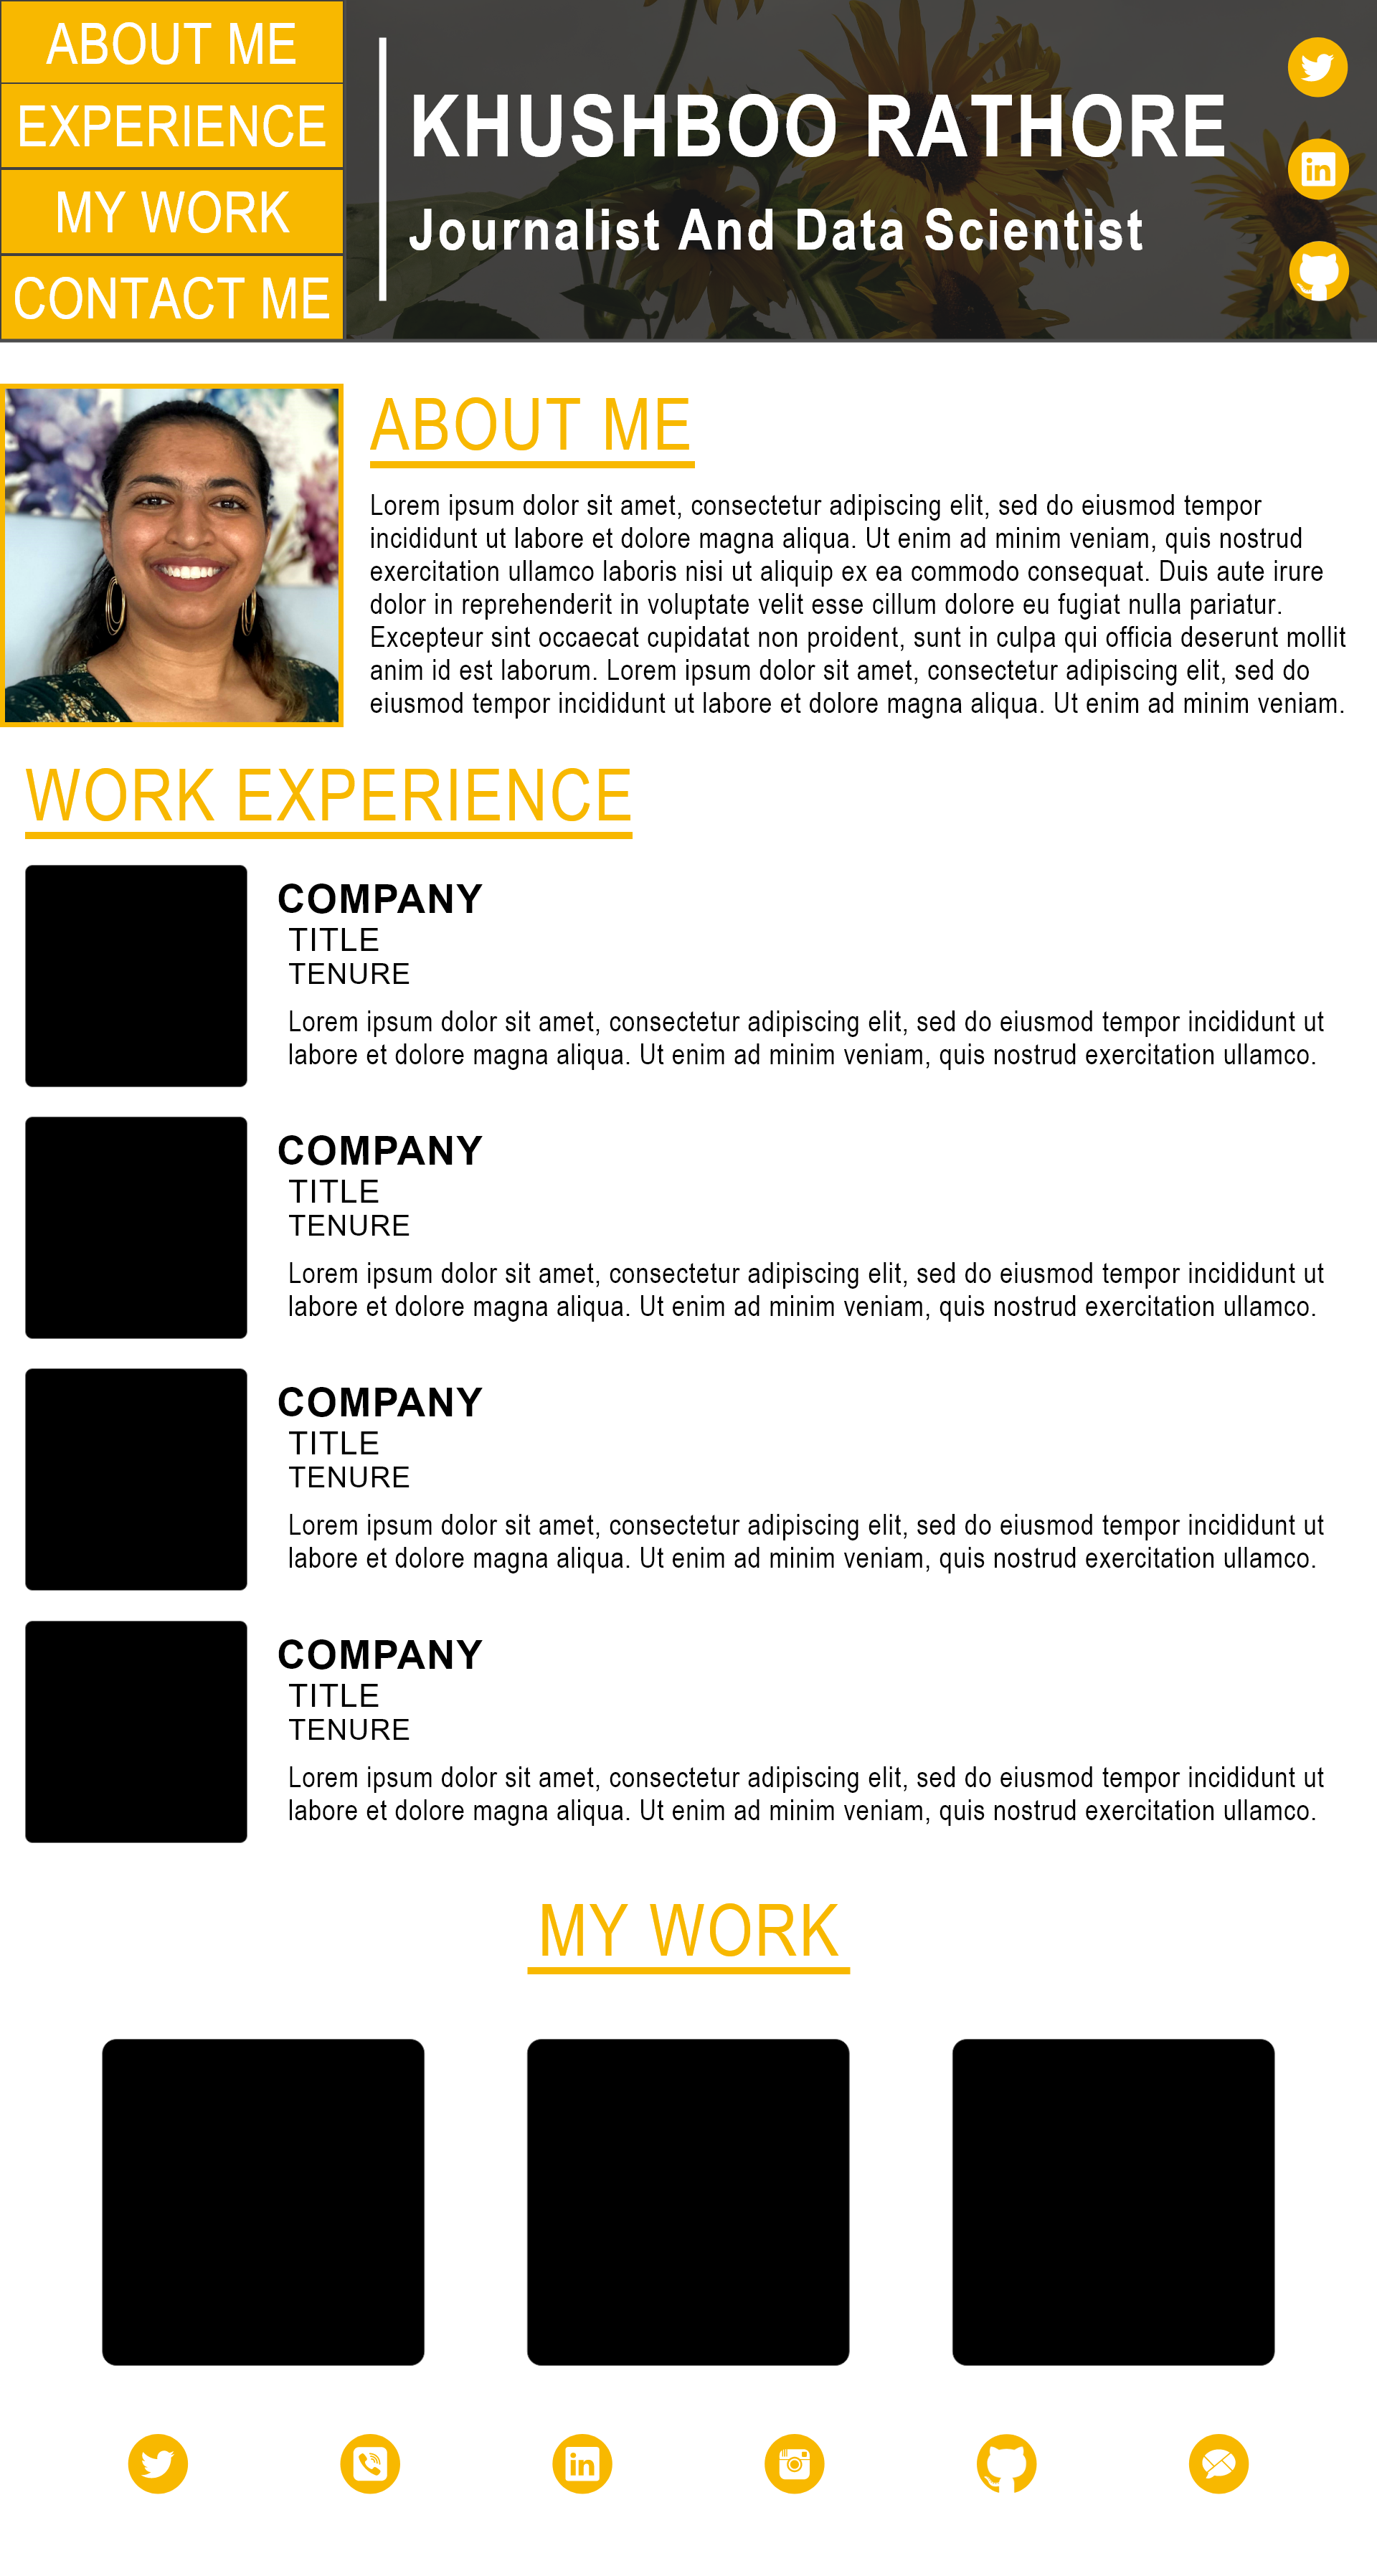 ABOUT ME
EXPERIENCE
MY WORK
CONTACT ME
KHUSHBOO RATHORE
Journalist And Data Scientist
in
ABOUT ME
Lorem ipsum dolor sit amet, consectetur adipiscing elit, sed do eiusmod tempor
incididunt ut labore et dolore magna aliqua. Ut enim ad minim veniam, quis nostrud
exercitation ullamco laboris nisi ut aliquip ex ea commodo consequat. Duis aute irure
dolor in reprehenderit in voluptate velit esse cillum dolore eu fugiat nulla pariatur.
Excepteur sint occaecat cupidatat non proident, sunt in culpa qui officia deserunt mollit
anim id est laborum. Lorem ipsum dolor sit amet, consectetur adipiscing elit, sed do
eiusmod tempor incididunt ut labore et dolore magna aliqua. Ut enim ad minim veniam.
WORK EXPERIENCE
COMPANY
TITLE
TENURE
Lorem ipsum dolor sit amet, consectetur adipiscing elit, sed do eiusmod tempor incididunt ut
labore et dolore magna aliqua. Ut enim ad minim veniam, quis nostrud exercitation ullamco.
COMPANY
TITLE
TENURE
Lorem ipsum dolor sit amet, consectetur adipiscing elit, sed do eiusmod tempor incididunt ut
labore et dolore magna aliqua. Ut enim ad minim veniam, quis nostrud exercitation ullamco.
COMPANY
TITLE
TENURE
Lorem ipsum dolor sit amet, consectetur adipiscing elit, sed do eiusmod tempor incididunt ut
labore et dolore magna aliqua. Ut enim ad minim veniam, quis nostrud exercitation ullamco.
COMPANY
TITLE
TENURE
Lorem ipsum dolor sit amet, consectetur adipiscing elit, sed do eiusmod tempor incididunt ut
labore et dolore magna aliqua. Ut enim ad minim veniam, quis nostrud exercitation ullamco.
MY WORK
in